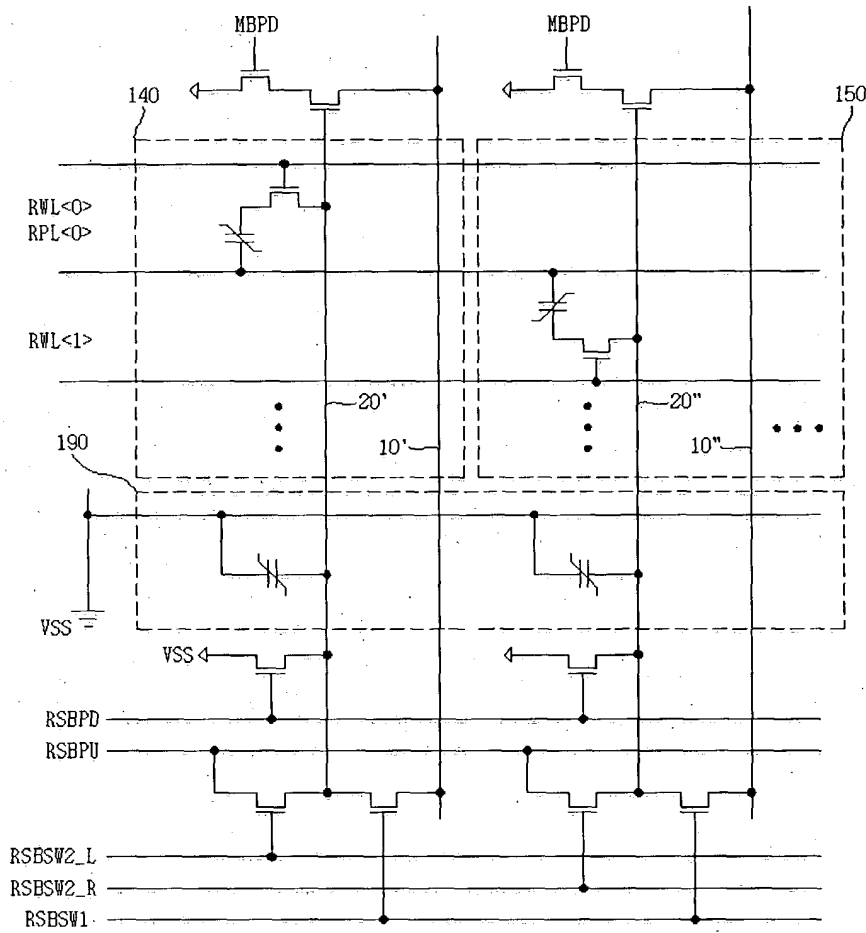 MBPD
MBPD
140
150
RWL<0>
RPL<0>
RWL<1>
20'
20"
10'
10"
190
VSS
VSS
RSBPD
RSBPU
RSBSW2_L
RSBSW2_R
RSBSW1